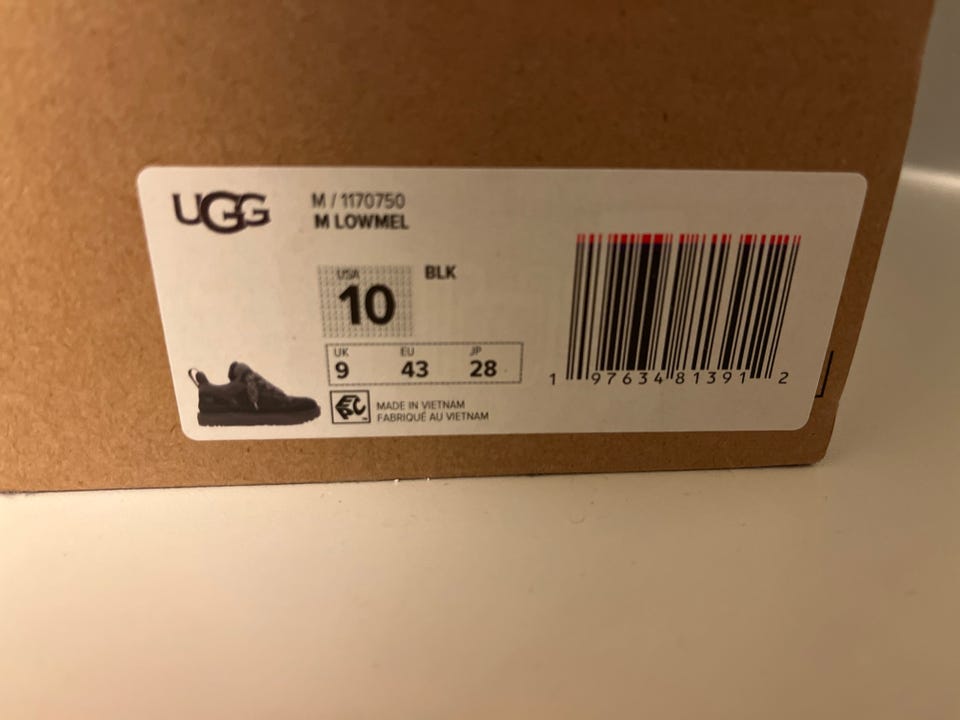 UGG
M / 1170750
M LOWMEL
USA
10
BLK
UK EU JP
9 43 28
MADE IN VIETNAM
FABRIQUÉ AU VIETNAM
1 97634 81391 2